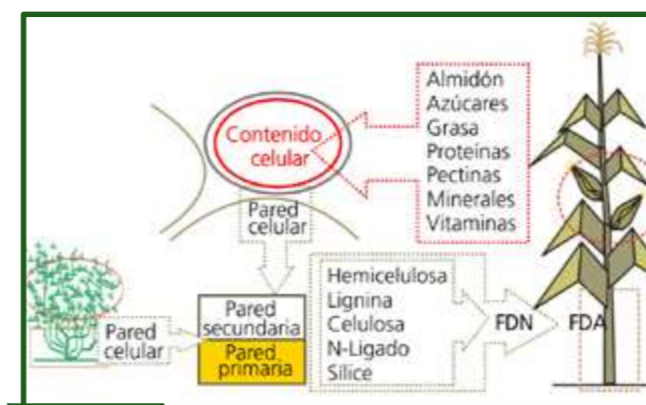 Almidón
Azúcares
Grasa
Proteinas
Pectinas
Minerales
Vitaminas
Contenido
celular
Pared
celular
Pared
celular
Pared
secundaria
Pared
primaria
Hemicelulosa
Lignina
Celulosa
N-Ligado
Sílice
FDN
FDA